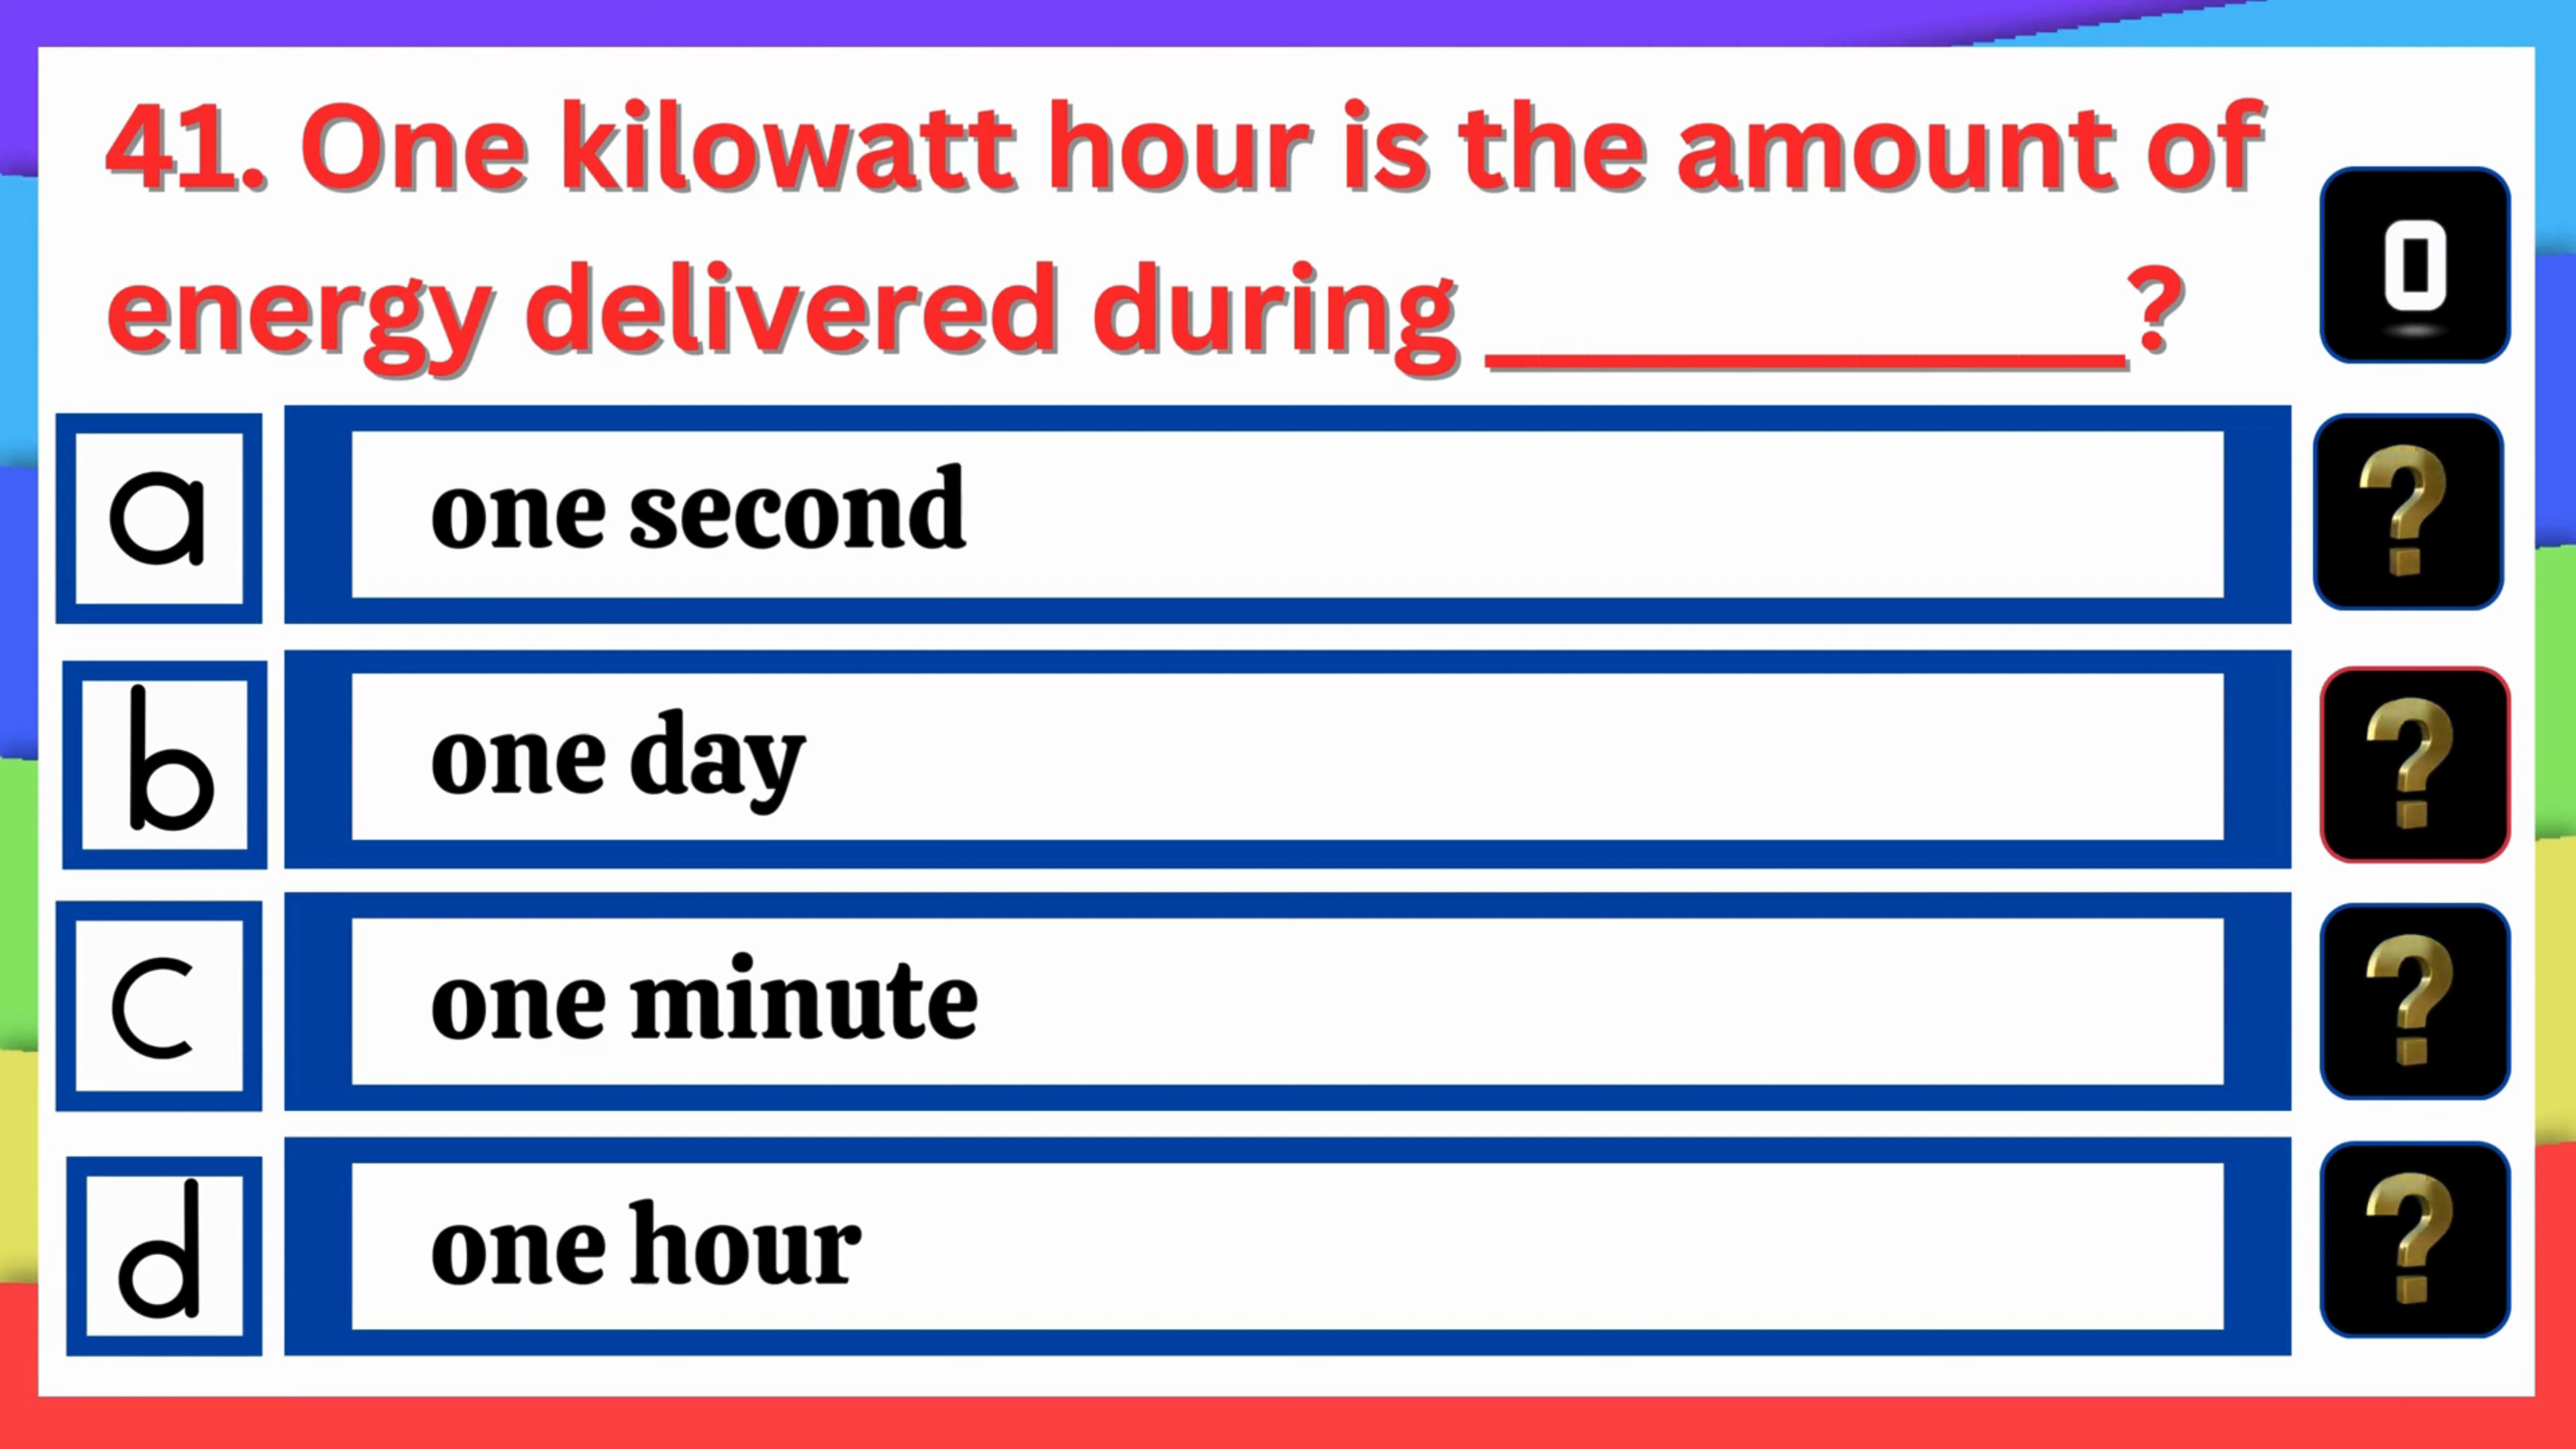 41. One kilowatt hour is the amount of
energy delivered during ____________?
0
a one second ?
b one day ?
c one minute ?
d one hour ?